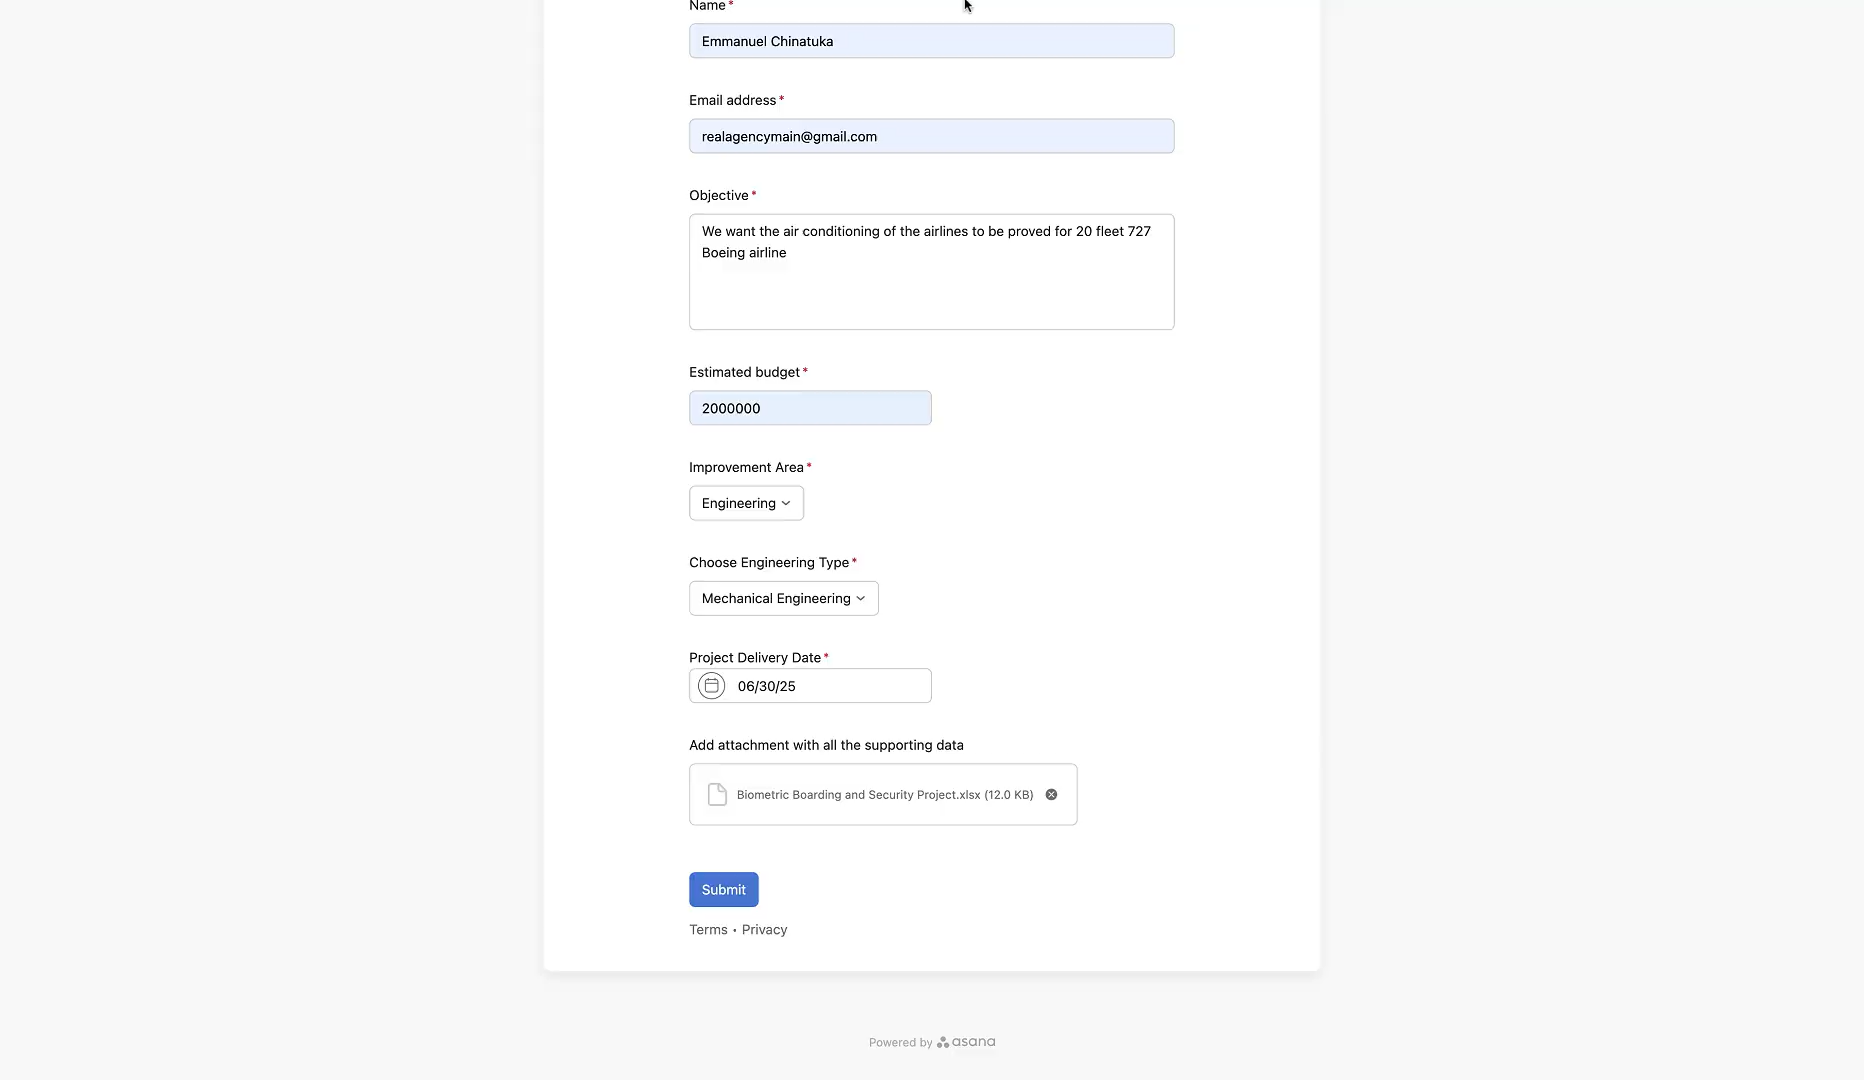 Name*
Emmanuel Chinatuka
Email address*
realagencymain@gmail.com
Objective*
We want the air conditioning of the airlines to be proved for 20 fleet 727
Boeing airline
Estimated budget*
2000000
Improvement Area*
Engineering
Choose Engineering Type*
Mechanical Engineering
Project Delivery Date*
06/30/25
Add attachment with all the supporting data
Biometric Boarding and Security Project.xlsx (12.0 KB)
Submit
Terms • Privacy
Powered by asana